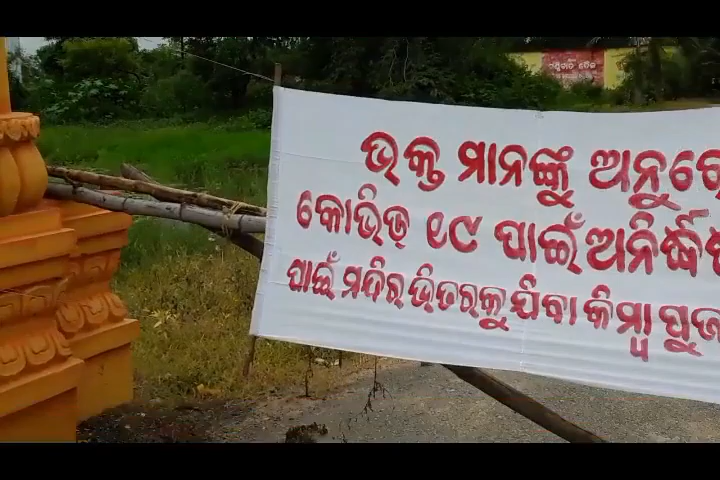 ଭକ୍ତ ମାନଙ୍କୁ ଅନୁରୋ
କୋଭିଡ୍ ୧୯ ପାଇଁ ଅନିର୍ଦ୍ଧିଷ
ପାଇଁ ମନ୍ଦିର ଭିତରକୁ ଯିବା କିମ୍ବା ପୁଜା